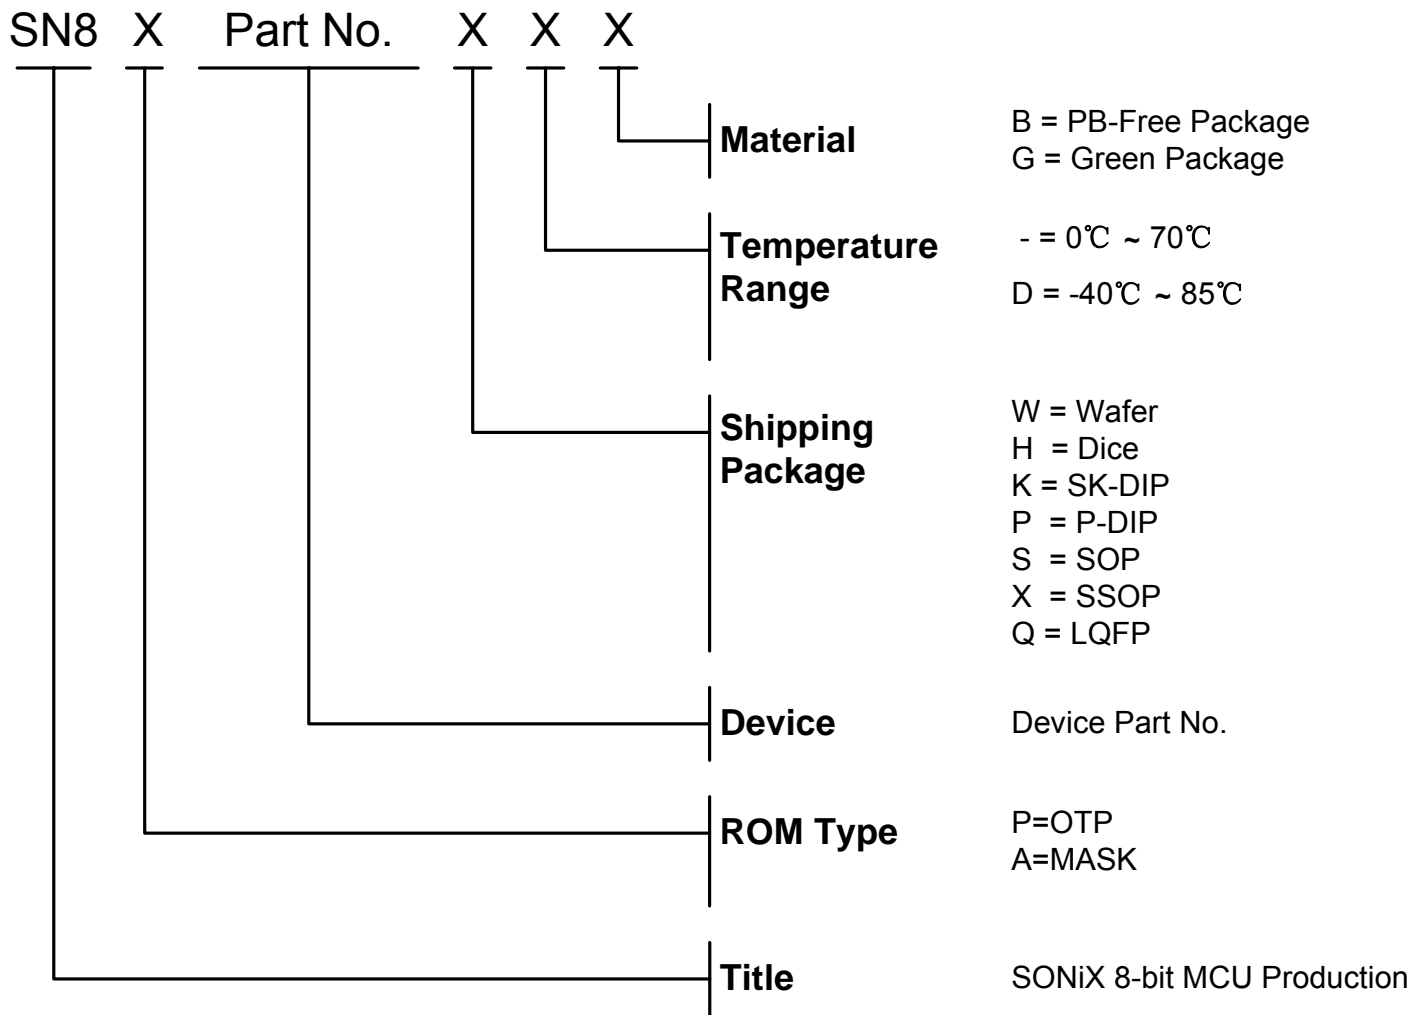 SN8 X Part No. X X X
Material
B = PB-Free Package
G = Green Package
Temperature
Range
- = 0℃ ~ 70℃
D = -40℃ ~ 85℃
Shipping
Package
W = Wafer
H = Dice
K = SK-DIP
P = P-DIP
S = SOP
X = SSOP
Q = LQFP
Device
Device Part No.
ROM Type
P=OTP
A=MASK
Title
SONiX 8-bit MCU Production